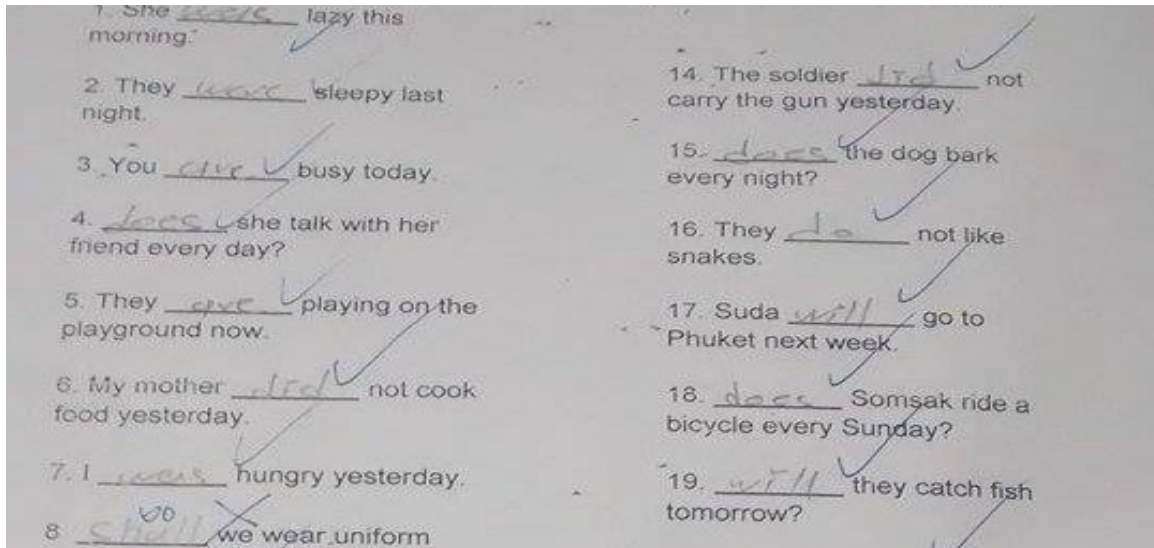 1. She was lazy this
morning.
2. They were sleepy last
night.
3. You are busy today.
4. does she talk with her
friend every day?
5. They are playing on the
playground now.
6. My mother did not cook
food yesterday.
7. I was hungry yesterday.
8 shall Do we wear uniform
14. The soldier did not
carry the gun yesterday.
15. does the dog bark
every night?
16. They do not like
snakes.
17. Suda will go to
Phuket next week.
18. does Somsak ride a
bicycle every Sunday?
19. will they catch fish
tomorrow?